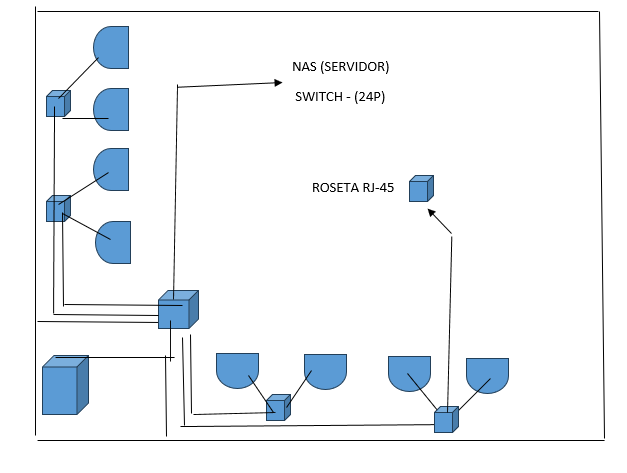 NAS (SERVIDOR)
SWITCH - (24P)
ROSETA RJ-45